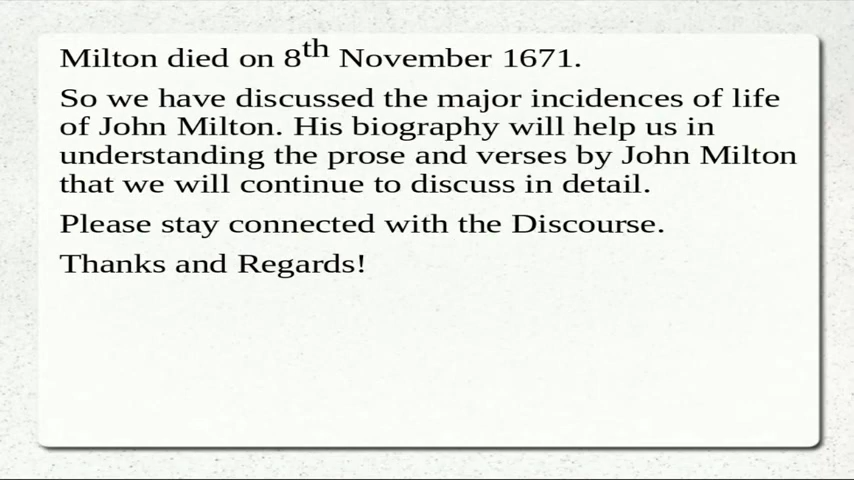 Milton died on 8th November 1671.
So we have discussed the major incidences of life
of John Milton. His biography will help us in
understanding the prose and verses by John Milton
that we will continue to discuss in detail.
Please stay connected with the Discourse.
Thanks and Regards!